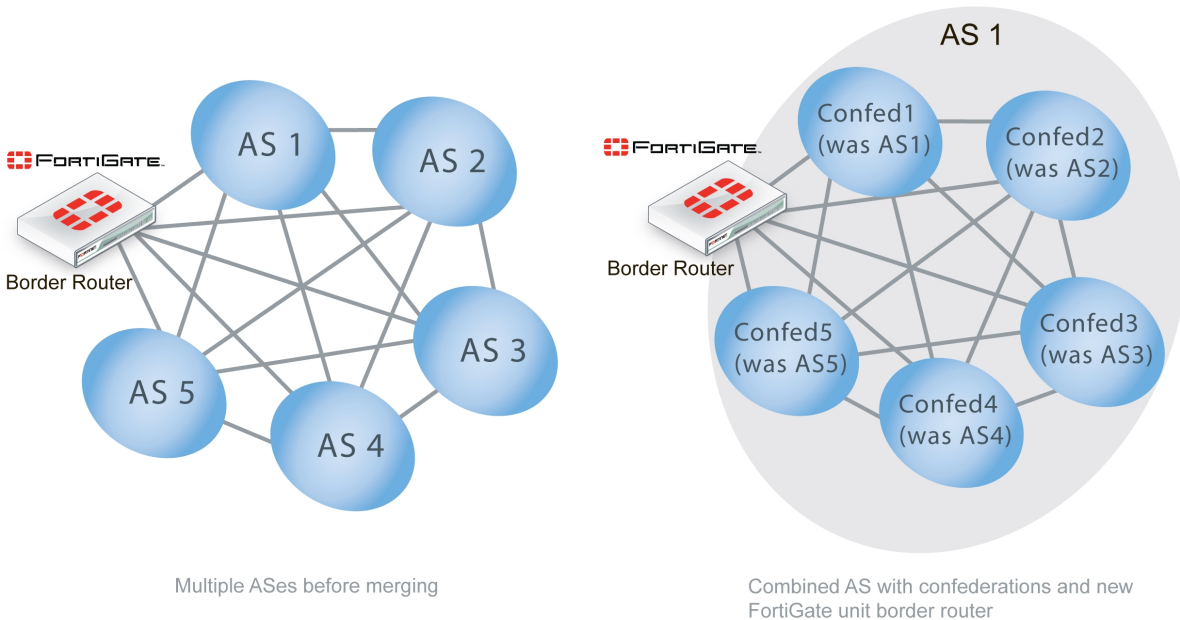 AS 1
AS 2
FORTIGATE
Border Router
AS 3
AS 5
AS 4
Multiple ASes before merging
AS 1
Confed1
(was AS1)
Confed2
(was AS2)
FORTIGATE
Border Router
Confed3
(was AS3)
Confed5
(was AS5)
Confed4
(was AS4)
Combined AS with confederations and new
FortiGate unit border router